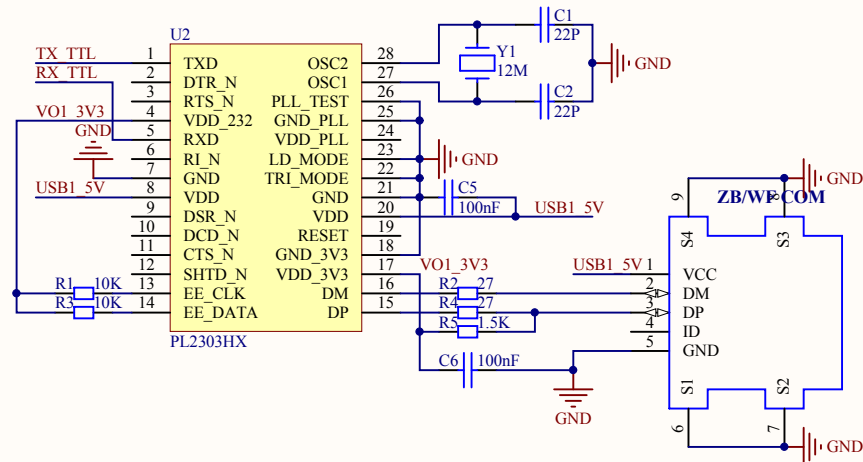 U2
TX_TTL 1 TXD OSC2 28
RX_TTL 2 DTR_N OSC1 27
3 RTS_N PLL_TEST 26
VO1_3V3 4 VDD_232 GND_PLL 25
GND 5 RXD VDD_PLL 24
6 RI_N LD_MODE 23 GND
7 GND TRI_MODE 22
USB1_5V 8 VDD GND 21
9 DSR_N VDD 20 USB1_5V
10 DCD_N RESET 19
11 CTS_N GND_3V3 18
12 SHTD_N VDD_3V3 17 VO1_3V3
R1 10K 13 EE_CLK DM 16 R2 27
R3 10K 14 EE_DATA DP 15 R4 27
R5 1.5K
PL2303HX
C1
22P
Y1
12M
GND
C2
22P
C5
100nF
C6 100nF
GND
9 8 GND
ZB/WF COM
S4 S3
USB1_5V 1 VCC
2 DM
3 DP
4 ID
5 GND
S1 S2
6 7 GND